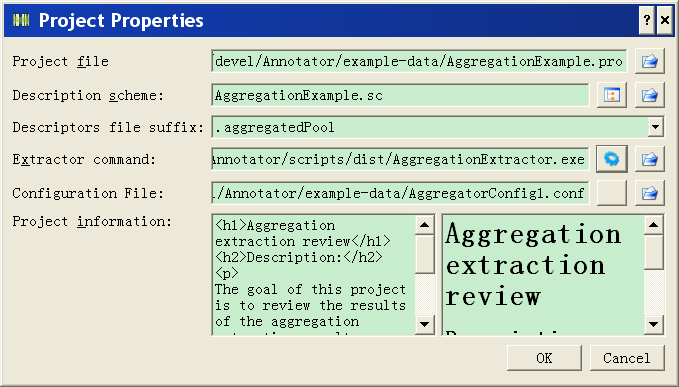 Project Properties
? ×
Project file
devel/Annotator/example-data/AggregationExample.pro
Description scheme:
AggregationExample.sc
Descriptors file suffix:
.aggregatedPool
Extractor command:
Annotator/scripts/dist/AggregationExtractor.exe
Configuration File:
/Annotator/example-data/AggregatorConfig1.conf
Project information:
<h1>Aggregation
extraction review</h1>
<h2>Description:</h2>
<p>
The goal of this project
is to review the results
of the aggregation
Aggregation
extraction
review
OK
Cancel